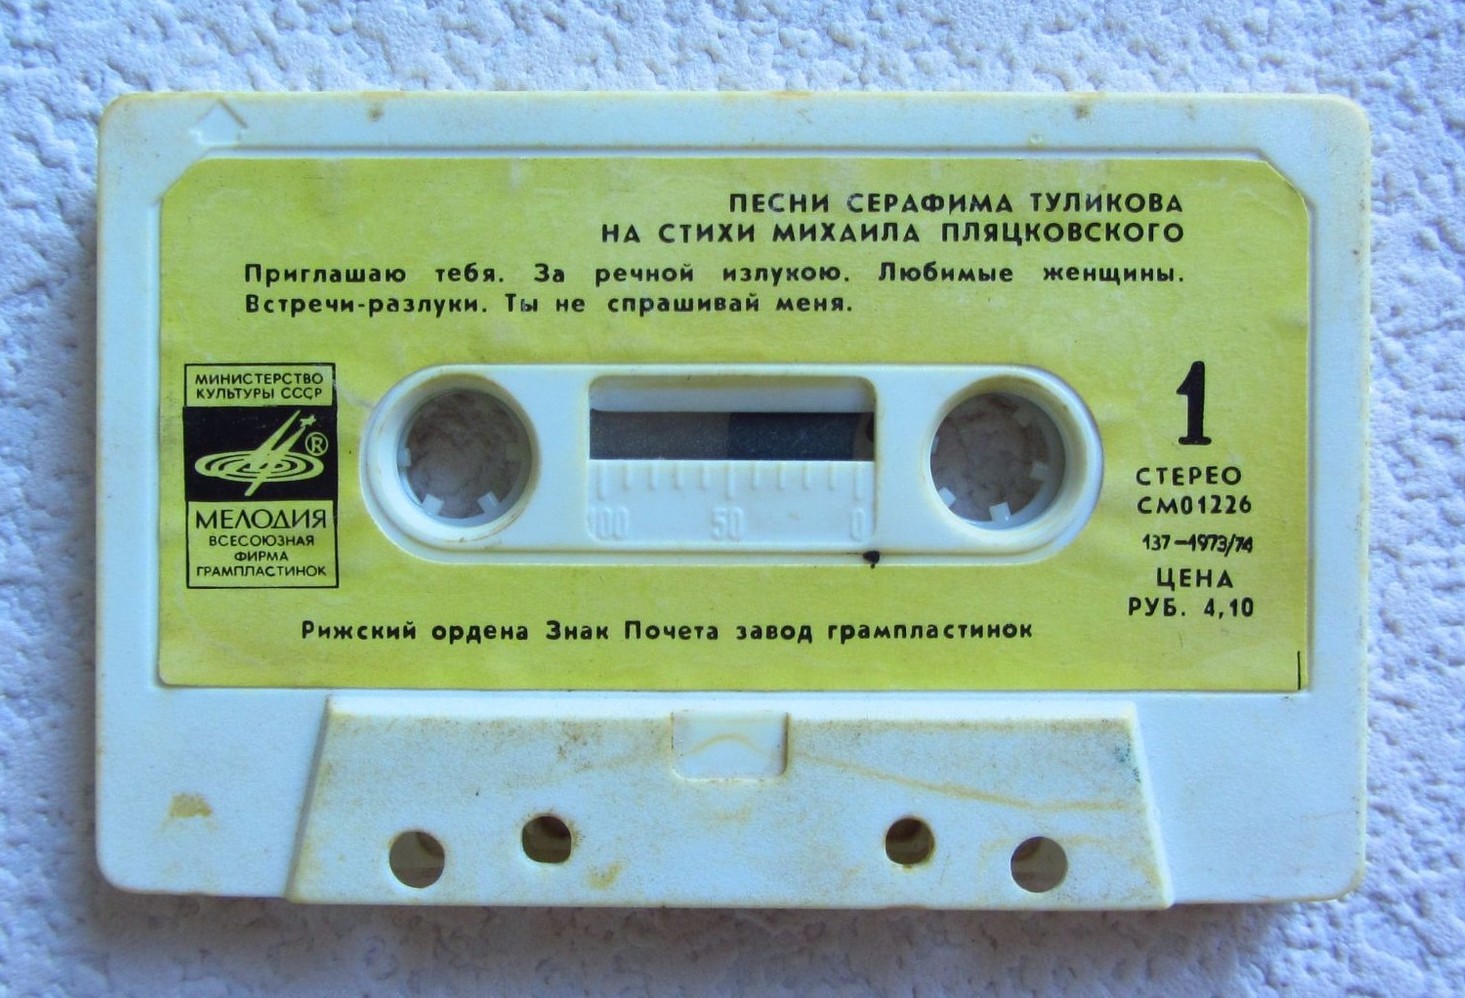 ПЕСНИ СЕРАФИМА ТУЛИКОВА
НА СТИХИ МИХАИЛА ПЛЯЦКОВСКОГО
Приглашаю тебя. За речной излукою. Любимые женщины.
Встречи-разлуки. Ты не спрашивай меня.
МИНИСТЕРСТВО
КУЛЬТУРЫ СССР
®
МЕЛОДИЯ
ВСЕСОЮЗНАЯ
ФИРМА
ГРАМПЛАСТИНОК
100 50 0
1
СТЕРЕО
СМ01226
137—1973/74
ЦЕНА
РУБ. 4,10
Рижский ордена Знак Почета завод грампластинок